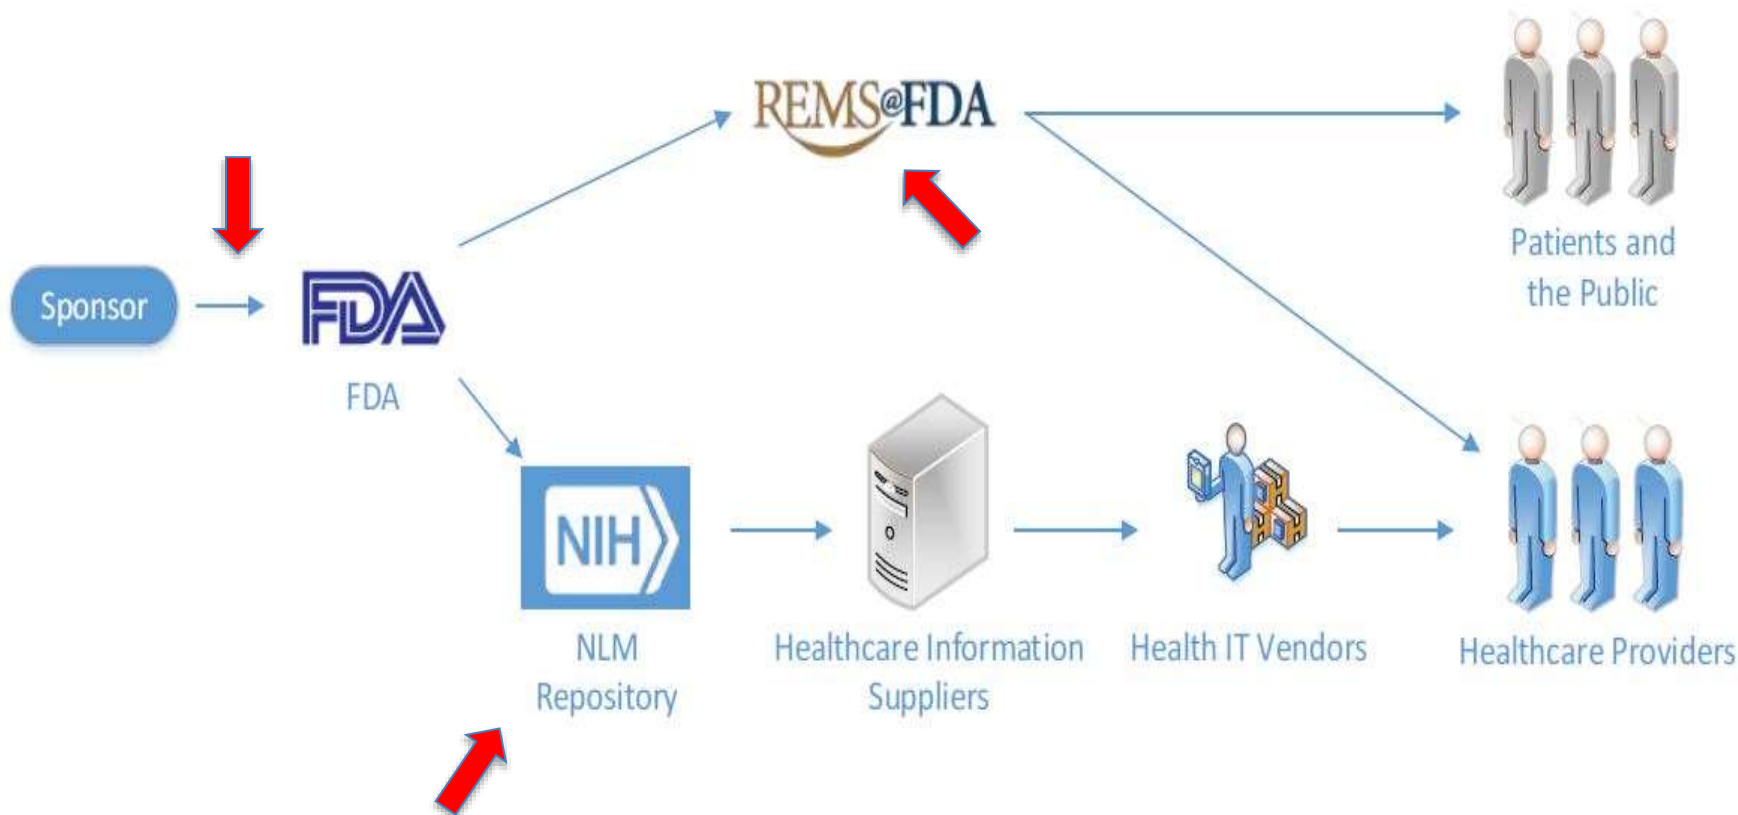 REMS@FDA
Patients and
the Public
Sponsor
FDA
FDA
NIH
NLM
Repository
Healthcare Information
Suppliers
Health IT Vendors
Healthcare Providers